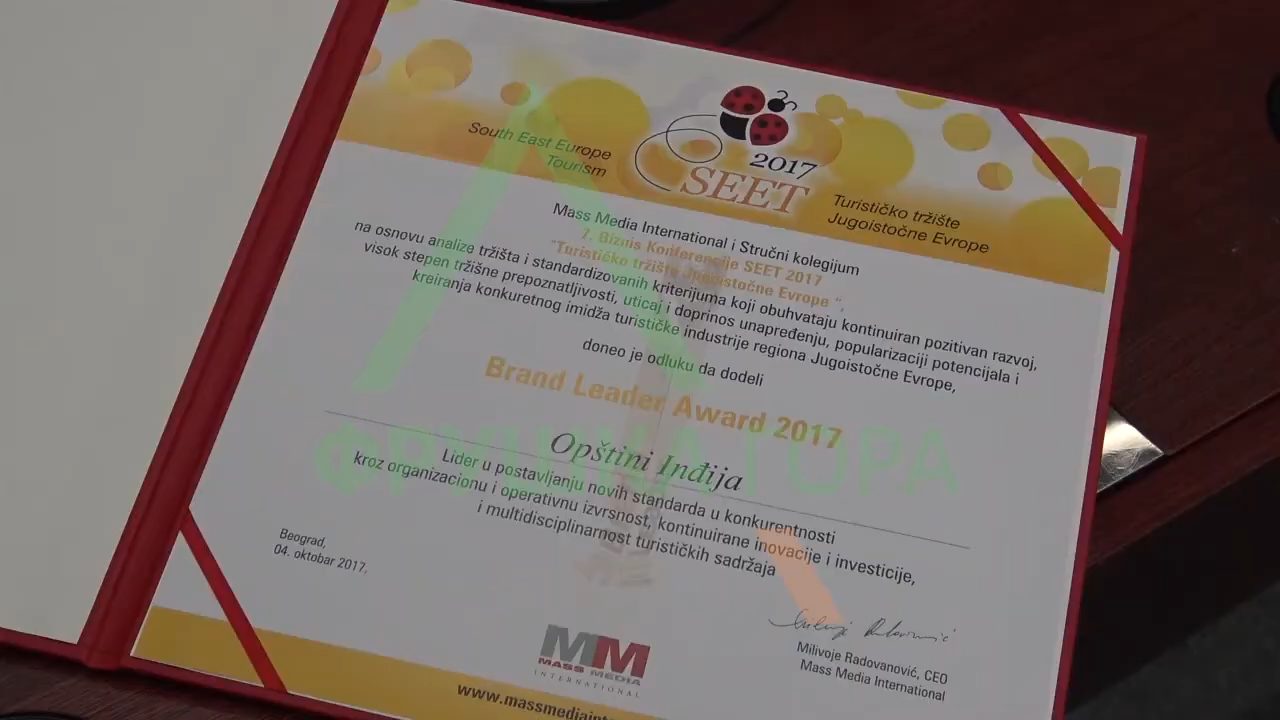 South East Europe
Tourism
2017
SEET
Turističko tržište
Jugoistočne Evrope
Mass Media International i Stručni kolegijum
7. Biznis Konferencije SEET 2017
"Turističko tržište Jugoistočne Evrope ",
na osnovu analize tržišta i standardizovanih kriterijuma koji obuhvataju kontinuiran pozitivan razvoj,
visok stepen tržišne prepoznatljivosti, uticaj i doprinos unapređenju, popularizaciji potencijala i
kreiranja konkuretnog imidža turističke industrije regiona Jugoistočne Evrope,
doneo je odluku da dodeli
Brand Leader Award 2017
Opštini Inđija
ФРУШКА ГОРА
Lider u postavljanju novih standarda u konkurentnosti
kroz organizacionu i operativnu izvrsnost, kontinuirane inovacije i investicije,
i multidisciplinarnost turističkih sadržaja
Beograd,
04. oktobar 2017.
MM
MASS MEDIA
INTERNATIONAL
Milivoje Radovanović, CEO
Mass Media International